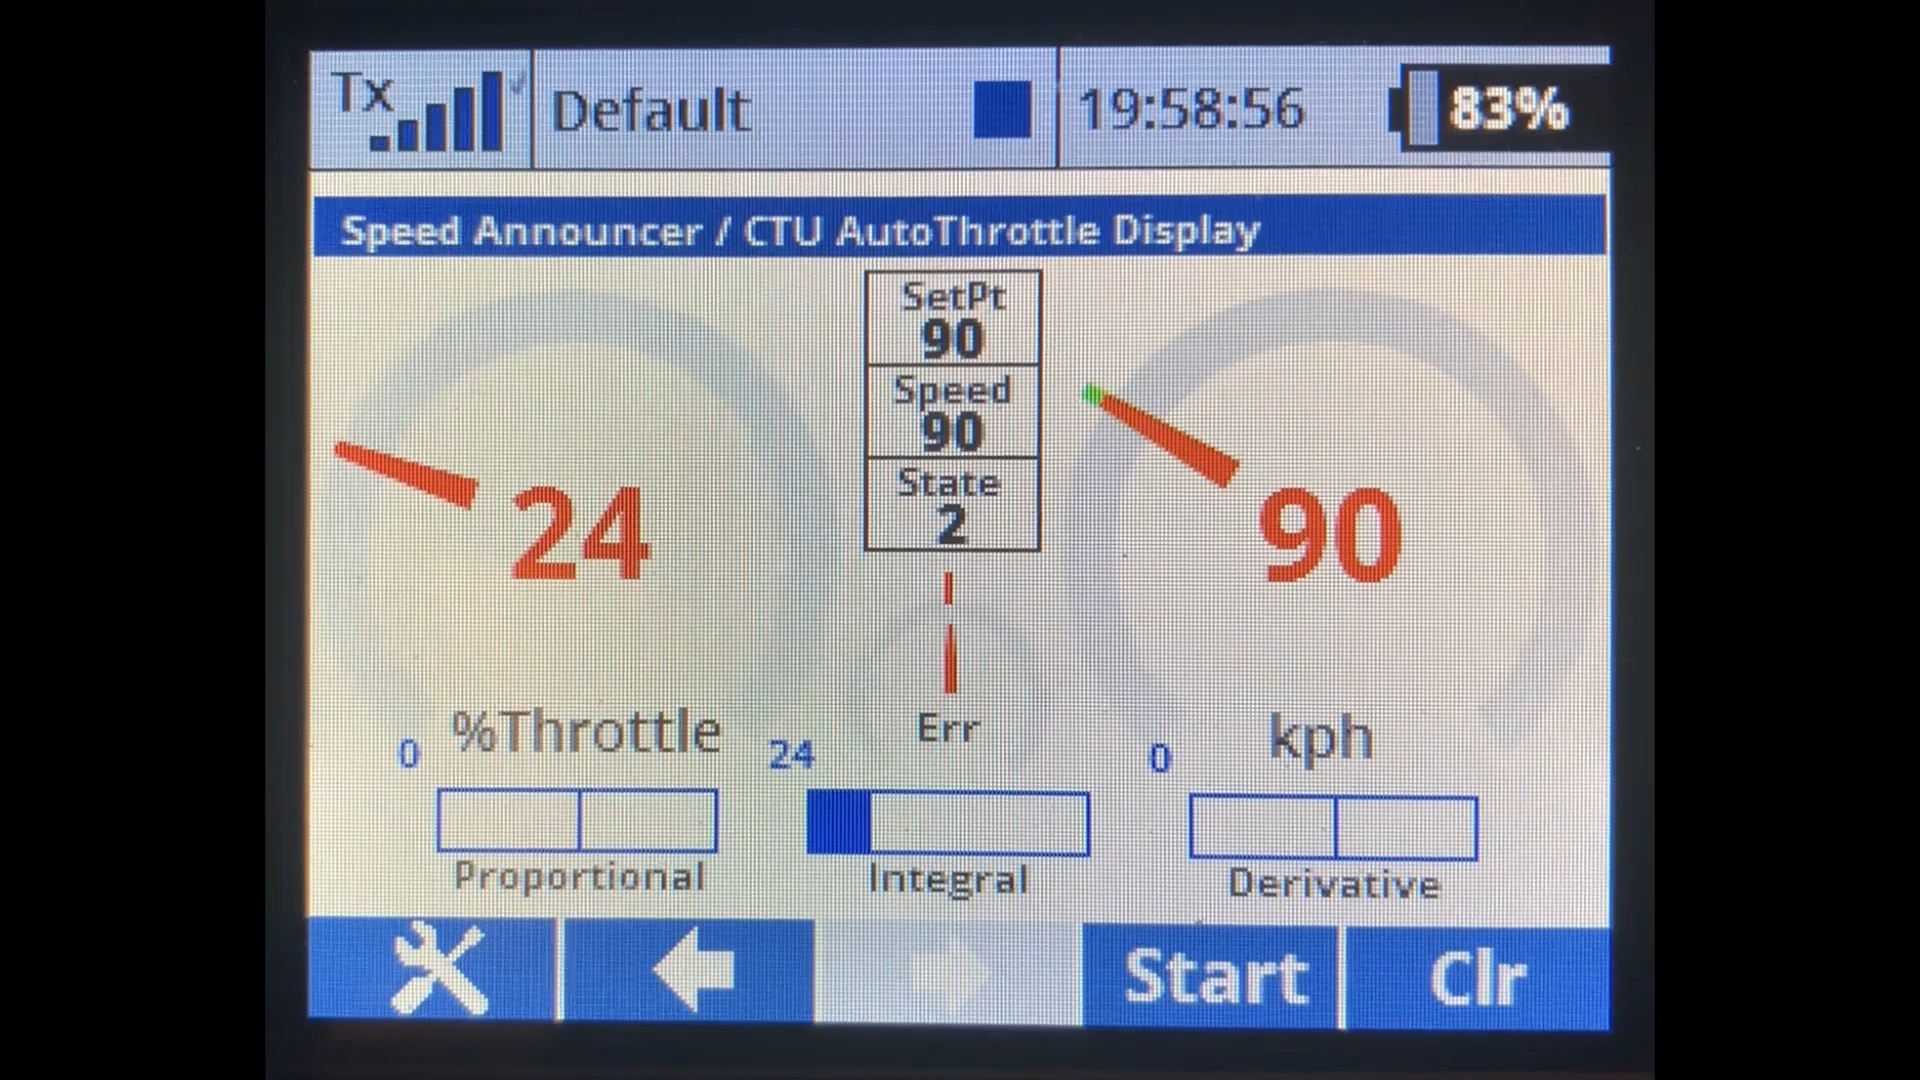 Tx Default 19:58:56 83%
Speed Announcer / CTU AutoThrottle Display
SetPt
90
Speed
90
State
2
24
90
Err
%Throttle
kph
0
24
0
Proportional
Integral
Derivative
Start
Clr